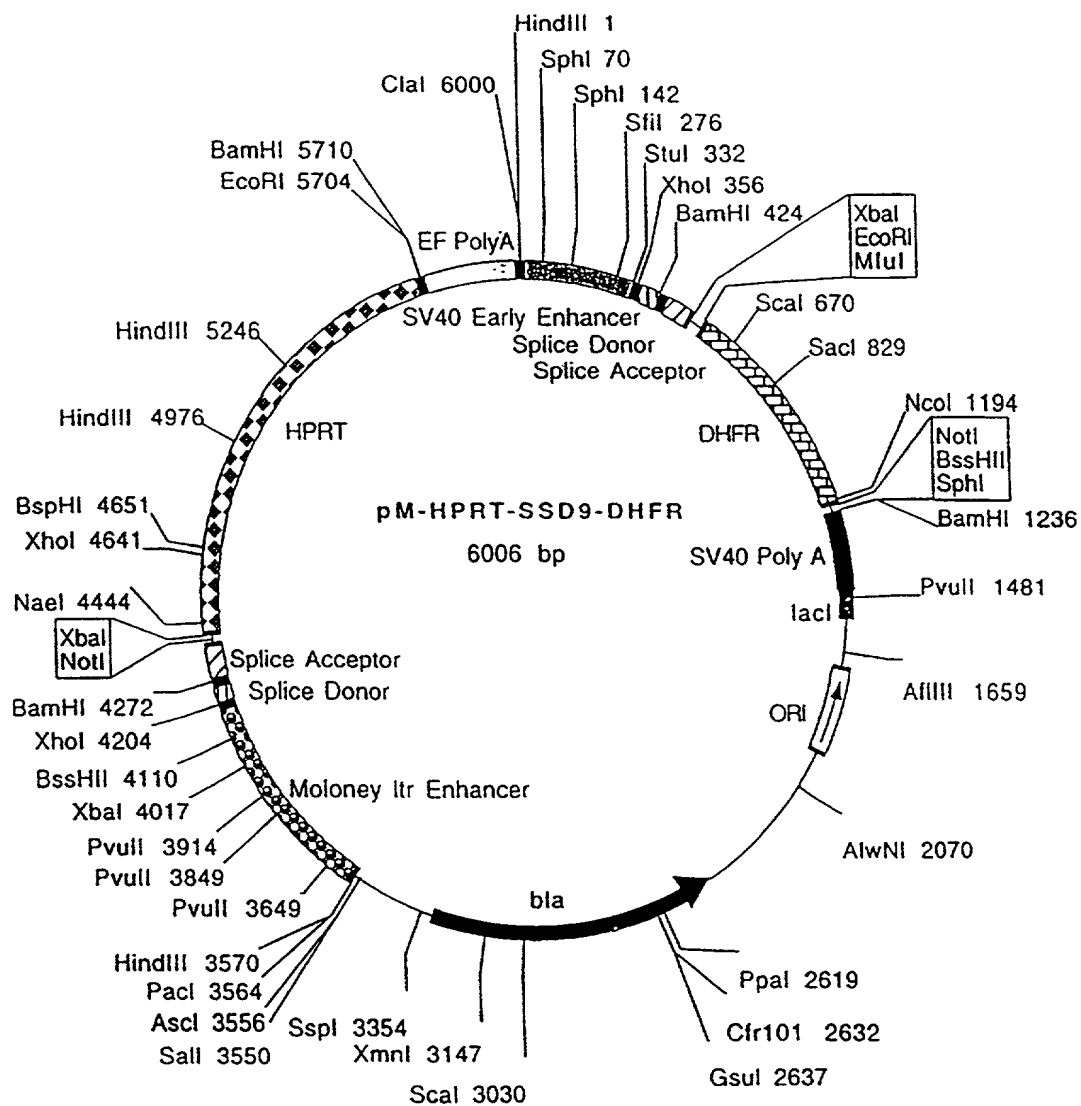 HindIII 1
SphI 70
ClaI 6000
SphI 142
SfiI 276
BamHI 5710
StuI 332
EcoRI 5704
XhoI 356
BamHI 424
XbaI
EcoRI
MluI
EF PolyA
ScaI 670
HindIII 5246
SV40 Early Enhancer
Splice Donor
Splice Acceptor
SacI 829
HindIII 4976
HPRT
DHFR
NcoI 1194
NotI
BssHII
SphI
BspHI 4651
pM-HPRT-SSD9-DHFR
BamHI 1236
XhoI 4641
6006 bp
SV40 Poly A
PvuII 1481
NaeI 4444
lacI
XbaI
NotI
Splice Acceptor
Splice Donor
AflIII 1659
BamHI 4272
ORI
XhoI 4204
BssHII 4110
Moloney ltr Enhancer
XbaI 4017
PvuII 3914
AlwNI 2070
PvuII 3849
PvuII 3649
bla
HindIII 3570
PpaI 2619
PacI 3564
AscI 3556
SspI 3354
Cfr101 2632
SalI 3550
XmnI 3147
GsuI 2637
ScaI 3030